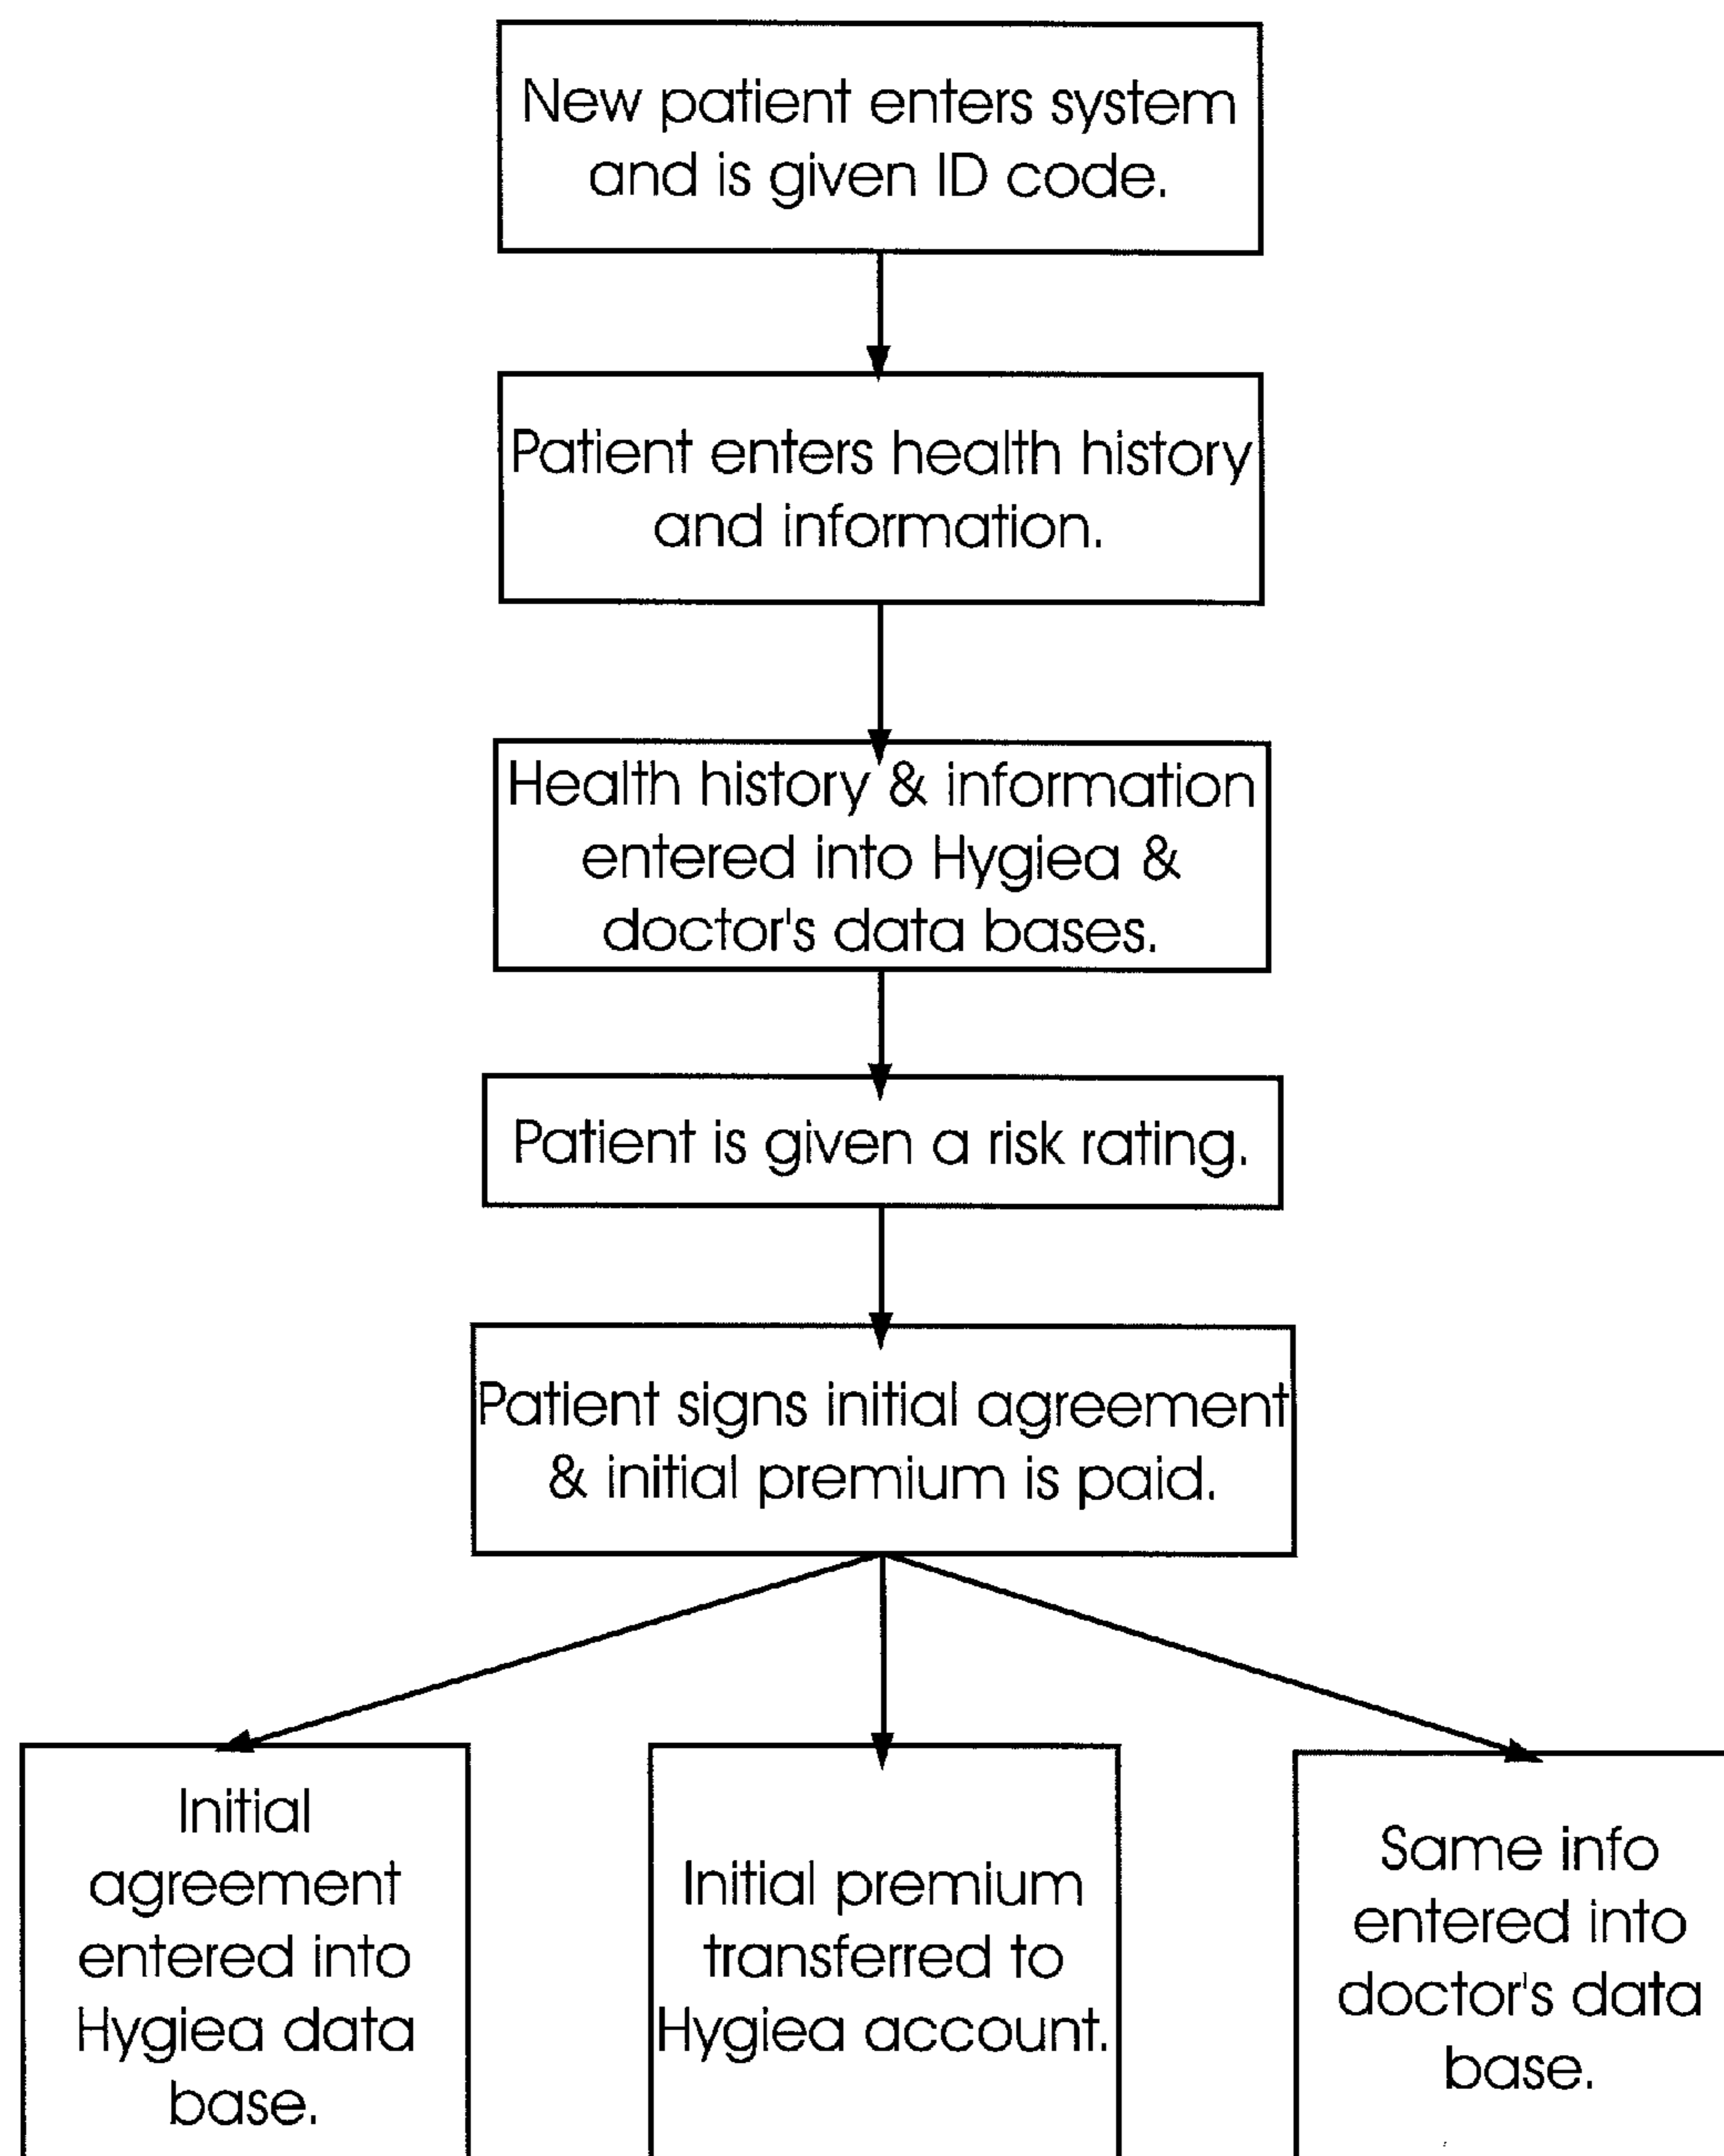 New patient enters system
and is given ID code.
Patient enters health history
and information.
Health history & information
entered into Hygiea &
doctor's data bases.
Patient is given a risk rating.
Patient signs initial agreement
& initial premium is paid.
Initial
agreement
entered into
Hygiea data
base.
Initial premium
transferred to
Hygiea account.
Same info
entered into
doctor's data
base.